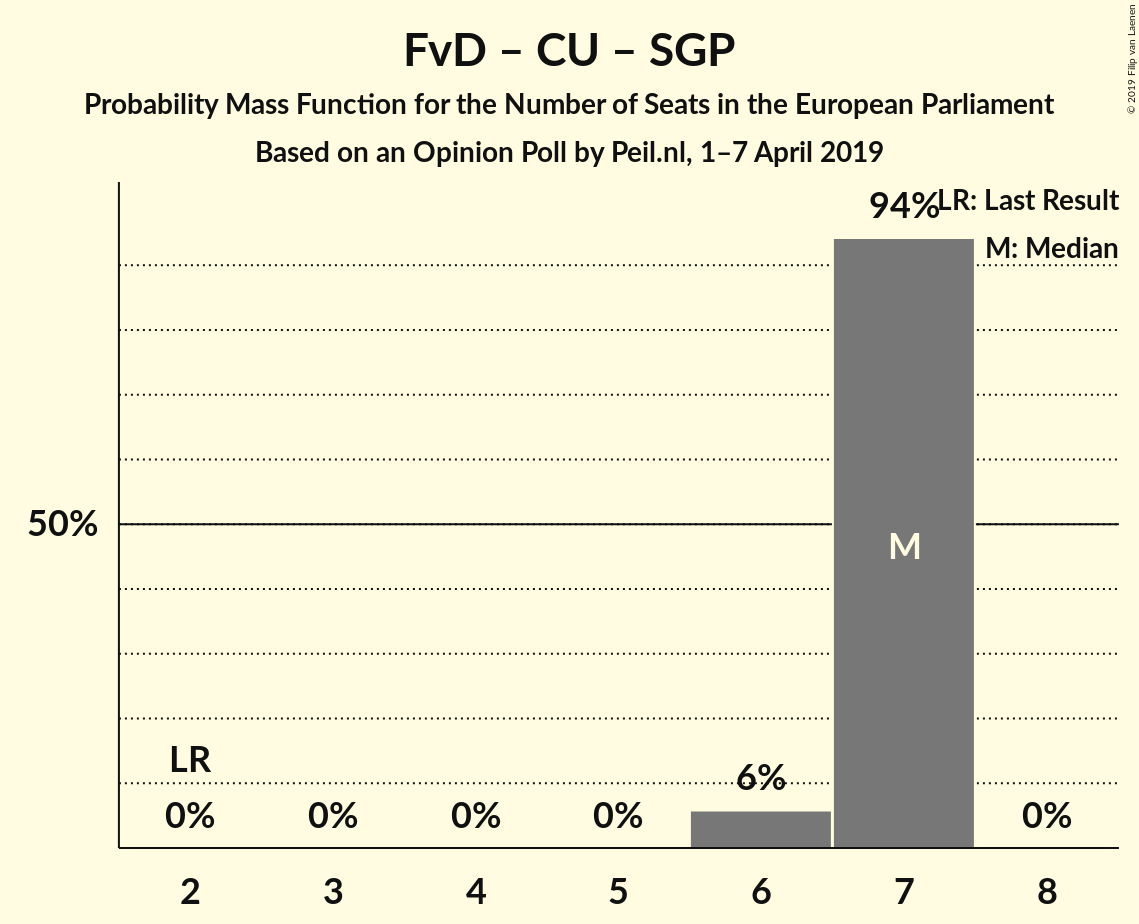 FvD – CU – SGP
Probability Mass Function for the Number of Seats in the European Parliament
Based on an Opinion Poll by Peil.nl, 1–7 April 2019
© 2019 Filip van Laenen
94%
LR: Last Result
M: Median
50%
M
LR
6%
0% 0% 0% 0% 0%
2 3 4 5 6 7 8